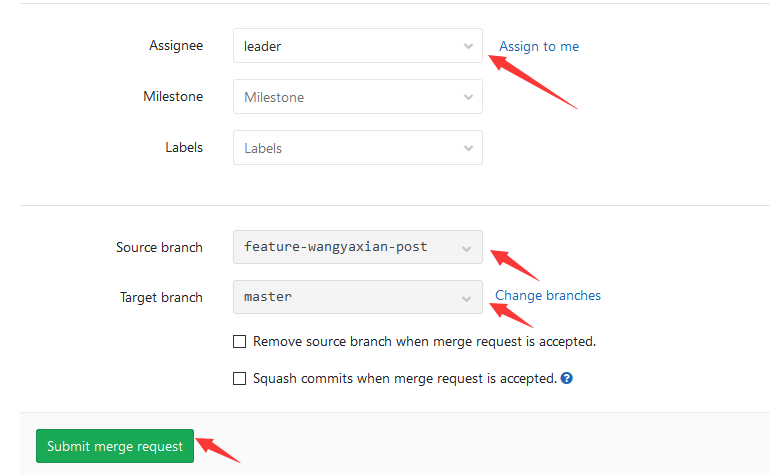 Assignee leader Assign to me
Milestone Milestone
Labels Labels
Source branch feature-wangyaxian-post
Target branch master Change branches
Remove source branch when merge request is accepted.
Squash commits when merge request is accepted. ?
Submit merge request